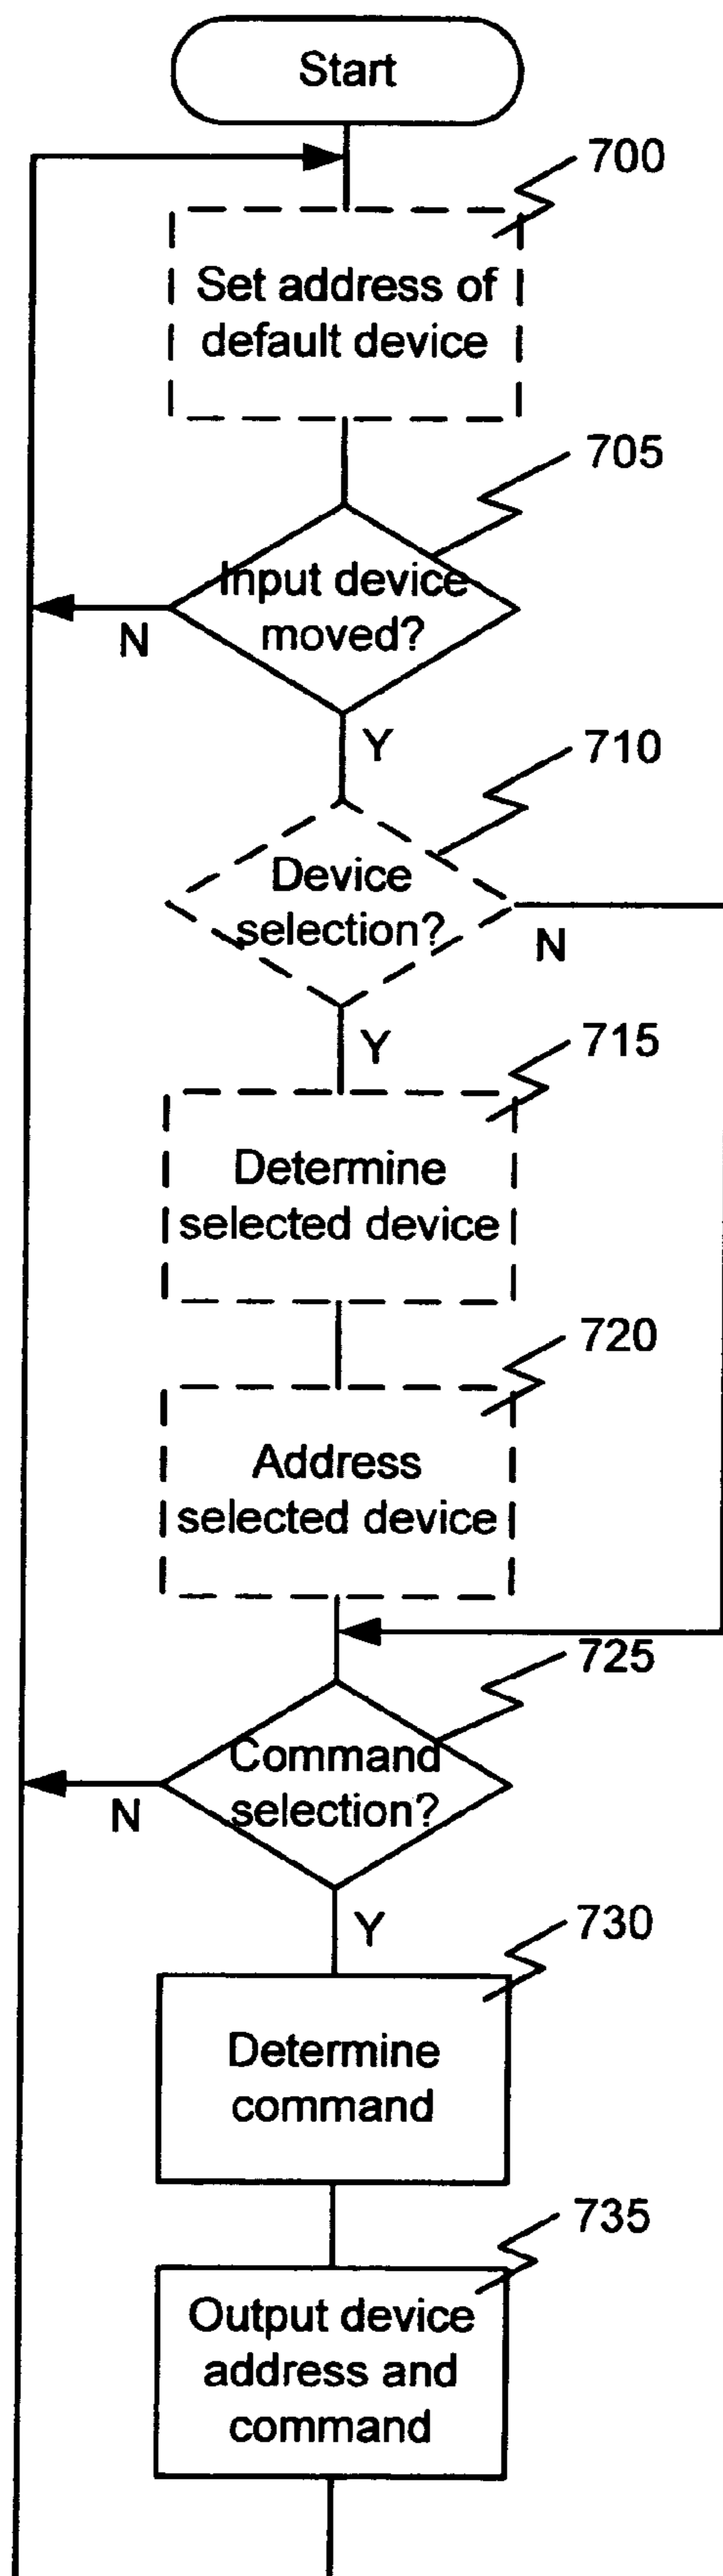 Start
700
Set address of
default device
705
Input device
moved?
N
Y
710
Device
selection?
N
Y
715
Determine
selected device
720
Address
selected device
725
Command
selection?
N
Y
730
Determine
command
735
Output device
address and
command